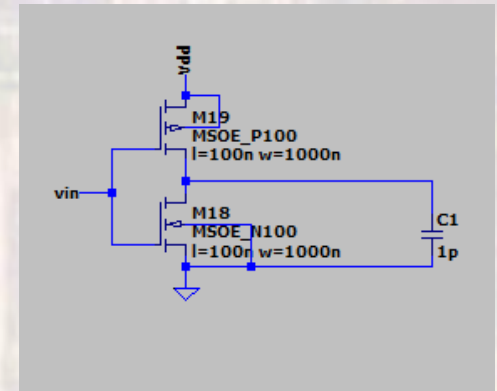 Vdd
M19
MSOE_P100
l=100n w=1000n
vin
M18
MSOE_N100
l=100n w=1000n
C1
1p